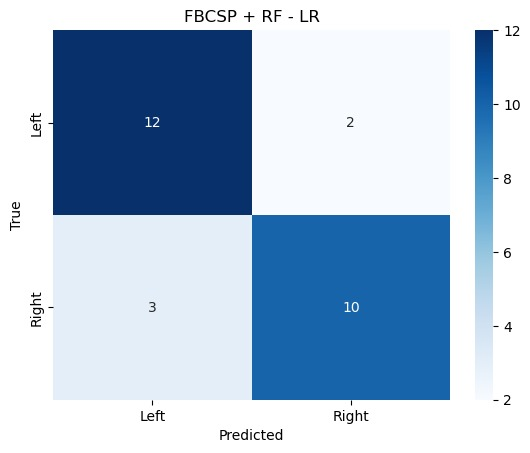 FBCSP + RF - LR
True
Left
12
2
Right
3
10
Left
Right
Predicted
12
10
8
6
4
2